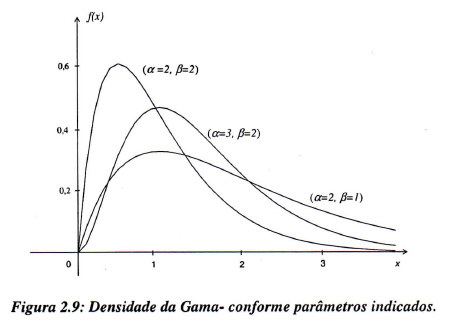 f(x)
0,6
(α=2, β=2)
0,4
(α=3, β=2)
0,2
(α=2, β=1)
0 1 2 3 x
Figura 2.9: Densidade da Gama- conforme parâmetros indicados.